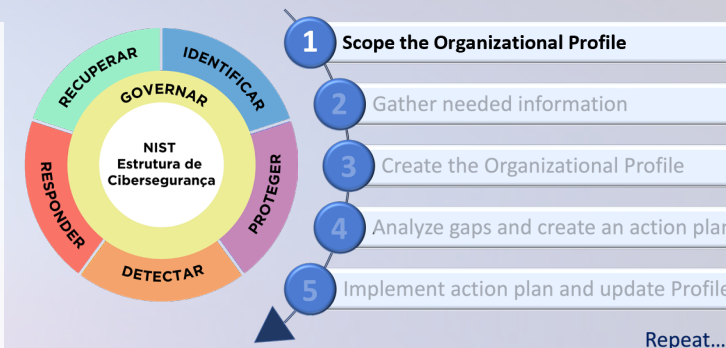 RECUPERAR
IDENTIFICAR
GOVERNAR
NIST
Estrutura de
Cibersegurança
RESPONDER
PROTEGER
DETECTAR
1 Scope the Organizational Profile
2 Gather needed information
3 Create the Organizational Profile
4 Analyze gaps and create an action plan
5 Implement action plan and update Profile
Repeat...